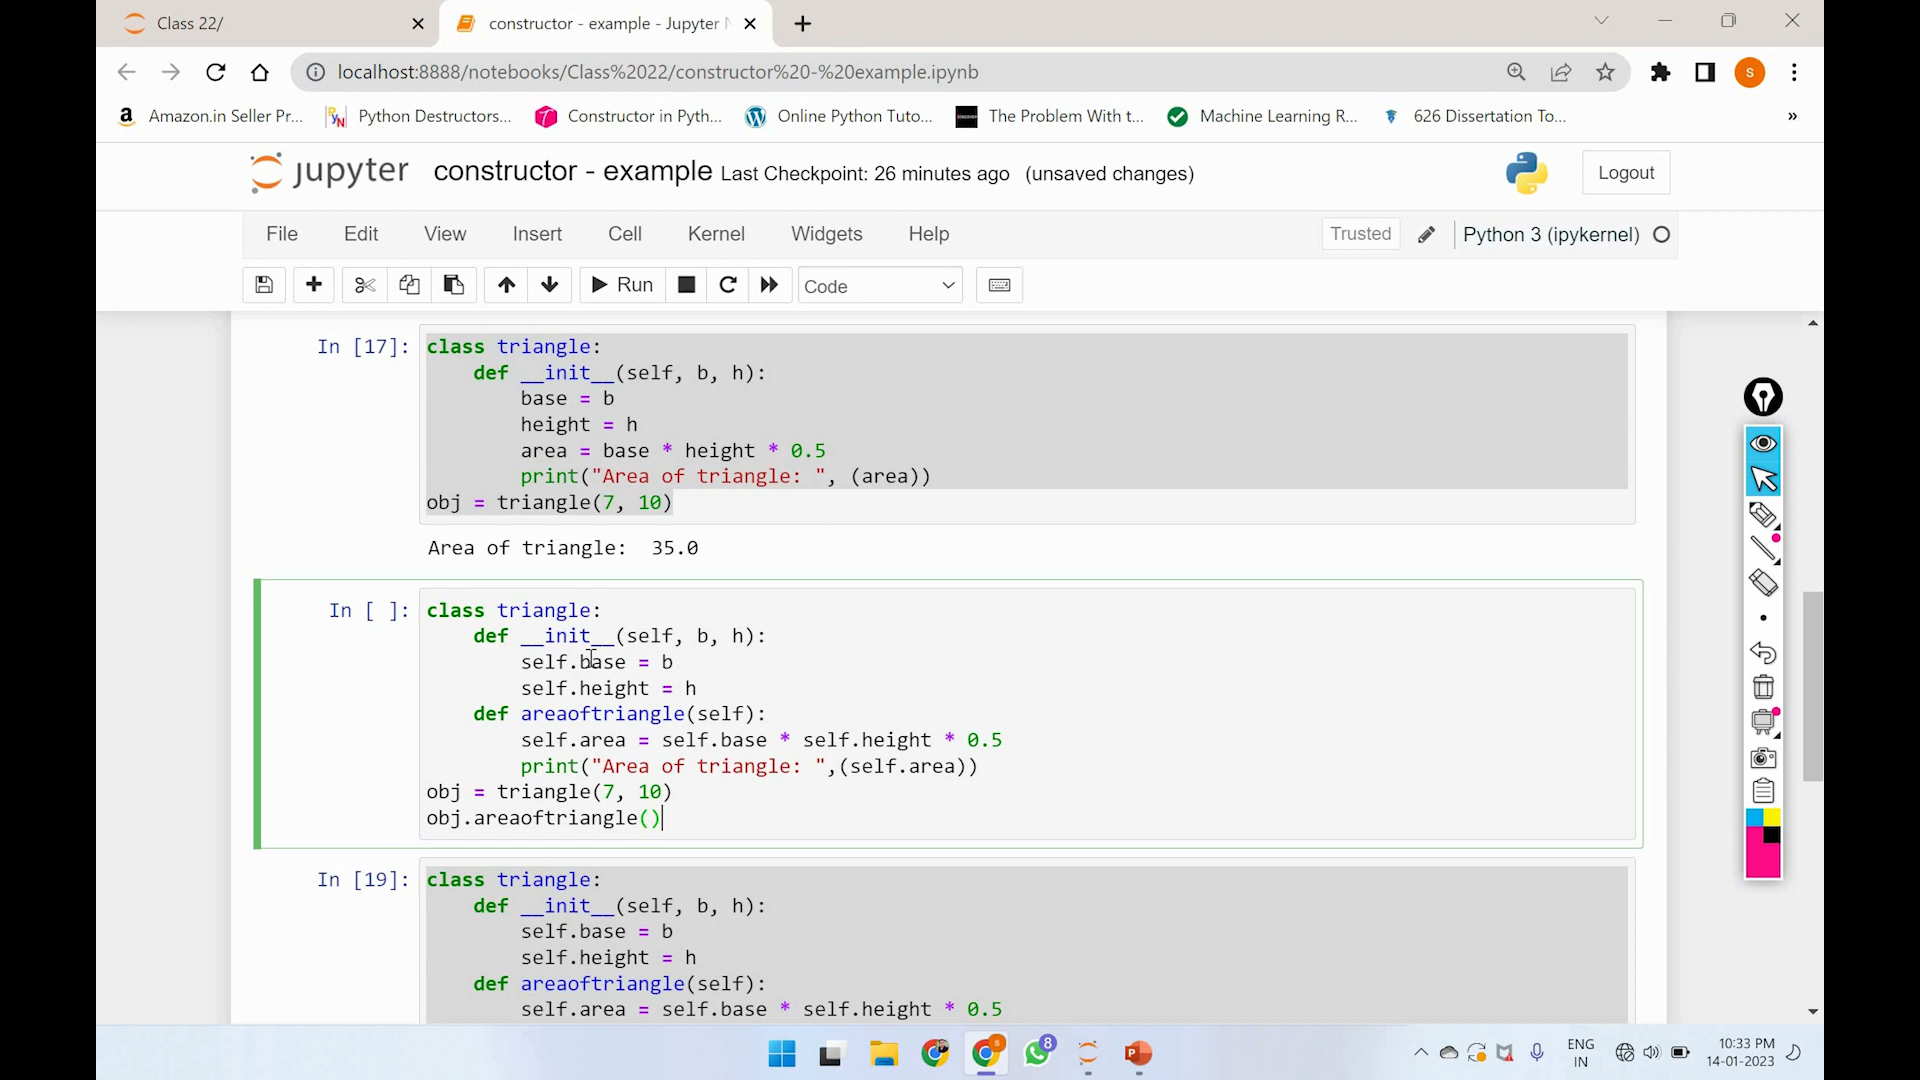 Class 22/
constructor - example - Jupyter N
localhost:8888/notebooks/Class%2022/constructor%20-%20example.ipynb
s
Amazon.in Seller Pr...
Python Destructors...
Constructor in Pyth...
Online Python Tuto...
The Problem With t...
Machine Learning R...
626 Dissertation To...
»
jupyter
constructor - example Last Checkpoint: 26 minutes ago (unsaved changes)
Logout
File Edit View Insert Cell Kernel Widgets Help
Trusted
Python 3 (ipykernel)
Run
Code
In [17]:
class triangle:
def __init__(self, b, h):
base = b
height = h
area = base * height * 0.5
print("Area of triangle: ", (area))
obj = triangle(7, 10)
Area of triangle:  35.0
In [ ]:
class triangle:
def __init__(self, b, h):
self.base = b
self.height = h
def areaoftriangle(self):
self.area = self.base * self.height * 0.5
print("Area of triangle: ",(self.area))
obj = triangle(7, 10)
obj.areaoftriangle()
In [19]:
class triangle:
def __init__(self, b, h):
self.base = b
self.height = h
def areaoftriangle(self):
self.area = self.base * self.height * 0.5
8
ENG
IN
10:33 PM
14-01-2023